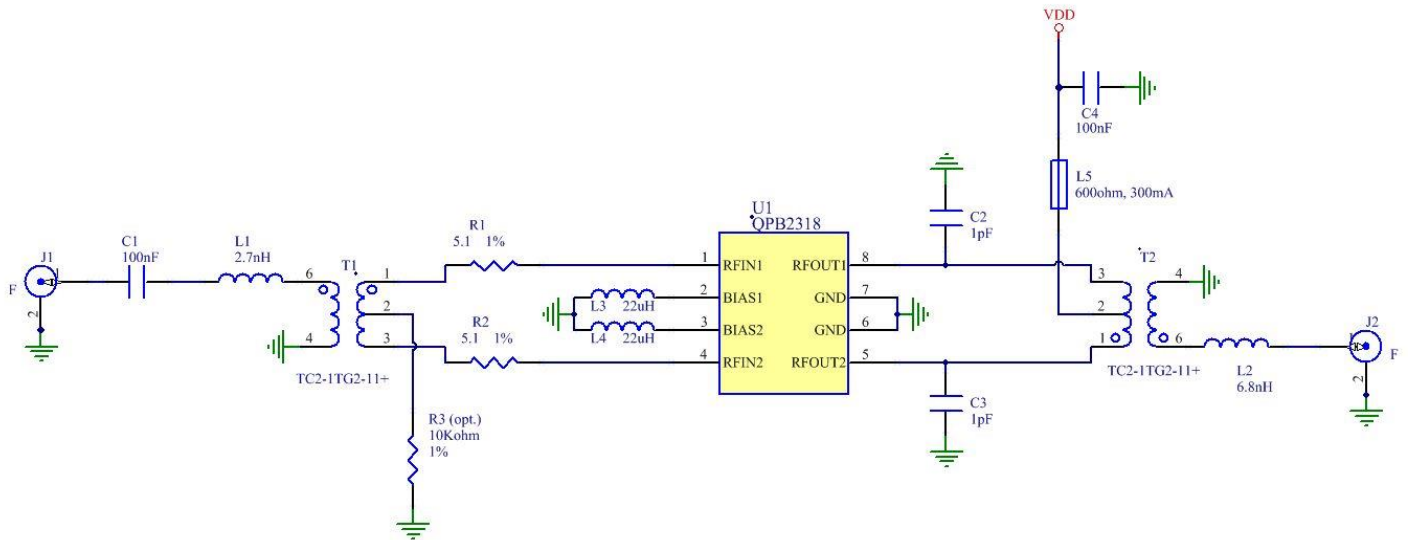 VDD
C4
100nF
L5
600ohm, 300mA
U1
QPB2318
C2
1pF
R1
5.1 1%
J1
1
F
2
C1
100nF
L1
2.7nH
T1
6
4
1
2
3
TC2-1TG2-11+
1 RFIN1 RFOUT1 8
2 BIAS1 GND 7
3 BIAS2 GND 6
4 RFIN2 RFOUT2 5
L3 22uH
L4 22uH
R2
5.1 1%
R3 (opt.)
10Kohm
1%
C3
1pF
T2
3
2
1
4
6
TC2-1TG2-11+
L2
6.8nH
J2
1
F
2